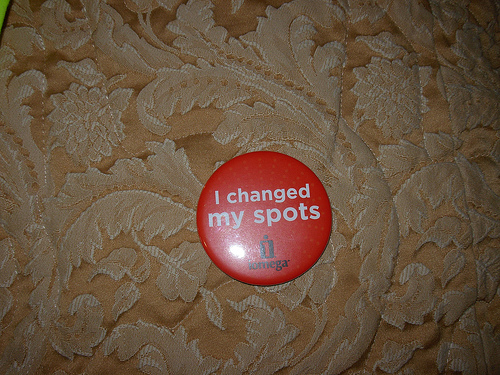 I changed
my spots
iomega